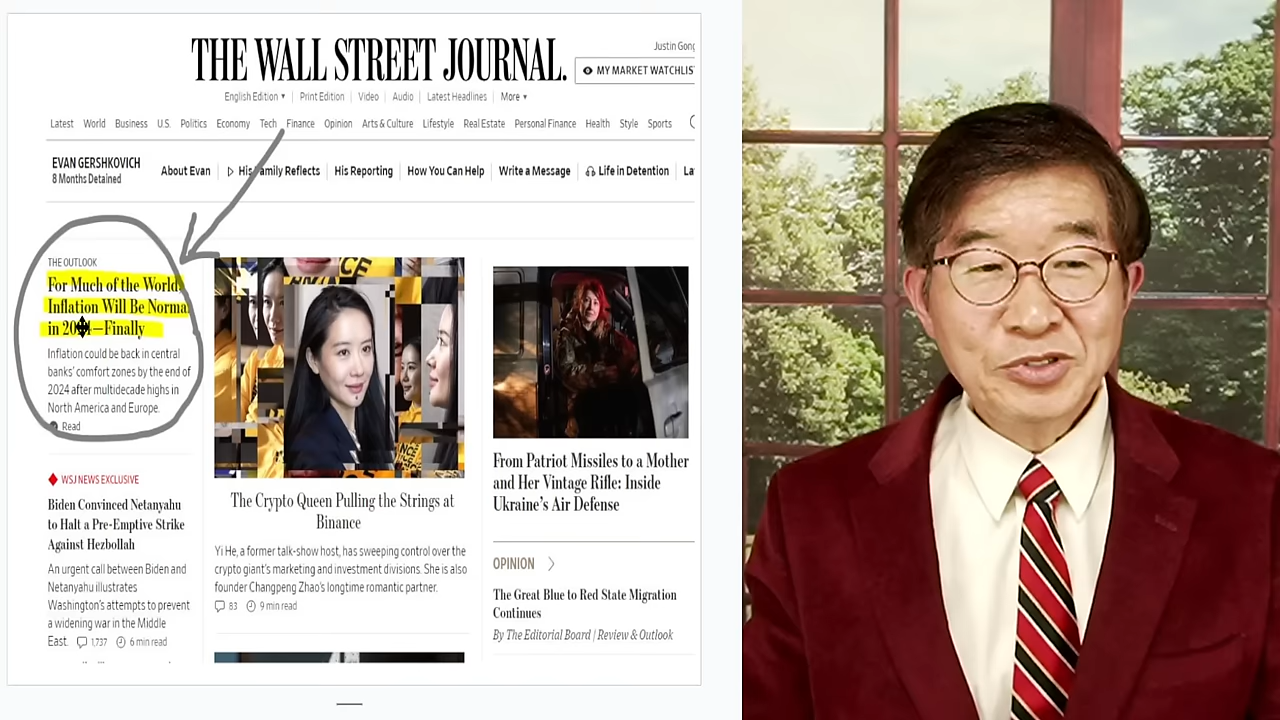 THE WALL STREET JOURNAL.
Justin Gong
MY MARKET WATCHLIS
English Edition
Print Edition
Video
Audio
Latest Headlines
More
Latest
World
Business
U.S.
Politics
Economy
Tech
Finance
Opinion
Arts & Culture
Lifestyle
Real Estate
Personal Finance
Health
Style
Sports
EVAN GERSHKOVICH
8 Months Detained
About Evan
His Family Reflects
His Reporting
How You Can Help
Write a Message
Life in Detention
La
THE OUTLOOK
For Much of the World,
Inflation Will Be Norma
in 2024—Finally
Inflation could be back in central
banks' comfort zones by the end of
2024 after multidecade highs in
North America and Europe.
Read
WSJ NEWS EXCLUSIVE
Biden Convinced Netanyahu
to Halt a Pre-Emptive Strike
Against Hezbollah
An urgent call between Biden and
Netanyahu illustrates
Washington's attempts to prevent
a widening war in the Middle
East.
1,737
6 min read
The Crypto Queen Pulling the Strings at
Binance
Yi He, a former talk-show host, has sweeping control over the
crypto giant's marketing and investment divisions. She is also
founder Changpeng Zhao's longtime romantic partner.
83
9 min read
From Patriot Missiles to a Mother
and Her Vintage Rifle: Inside
Ukraine's Air Defense
OPINION
The Great Blue to Red State Migration
Continues
By The Editorial Board | Review & Outlook